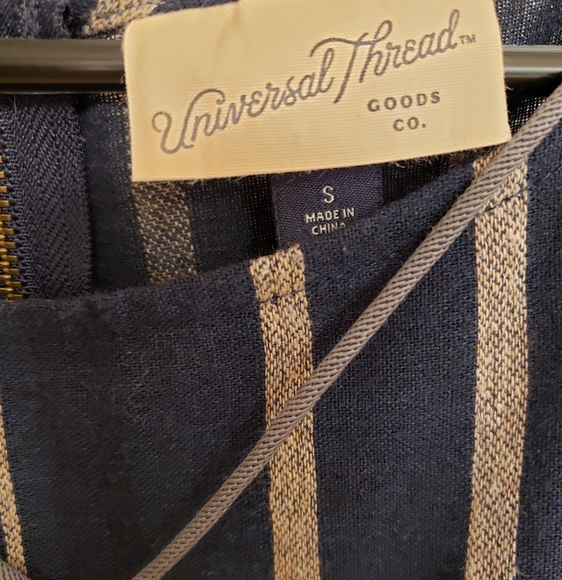 Universal Thread™
GOODS
CO.
S
MADE IN
CHINA